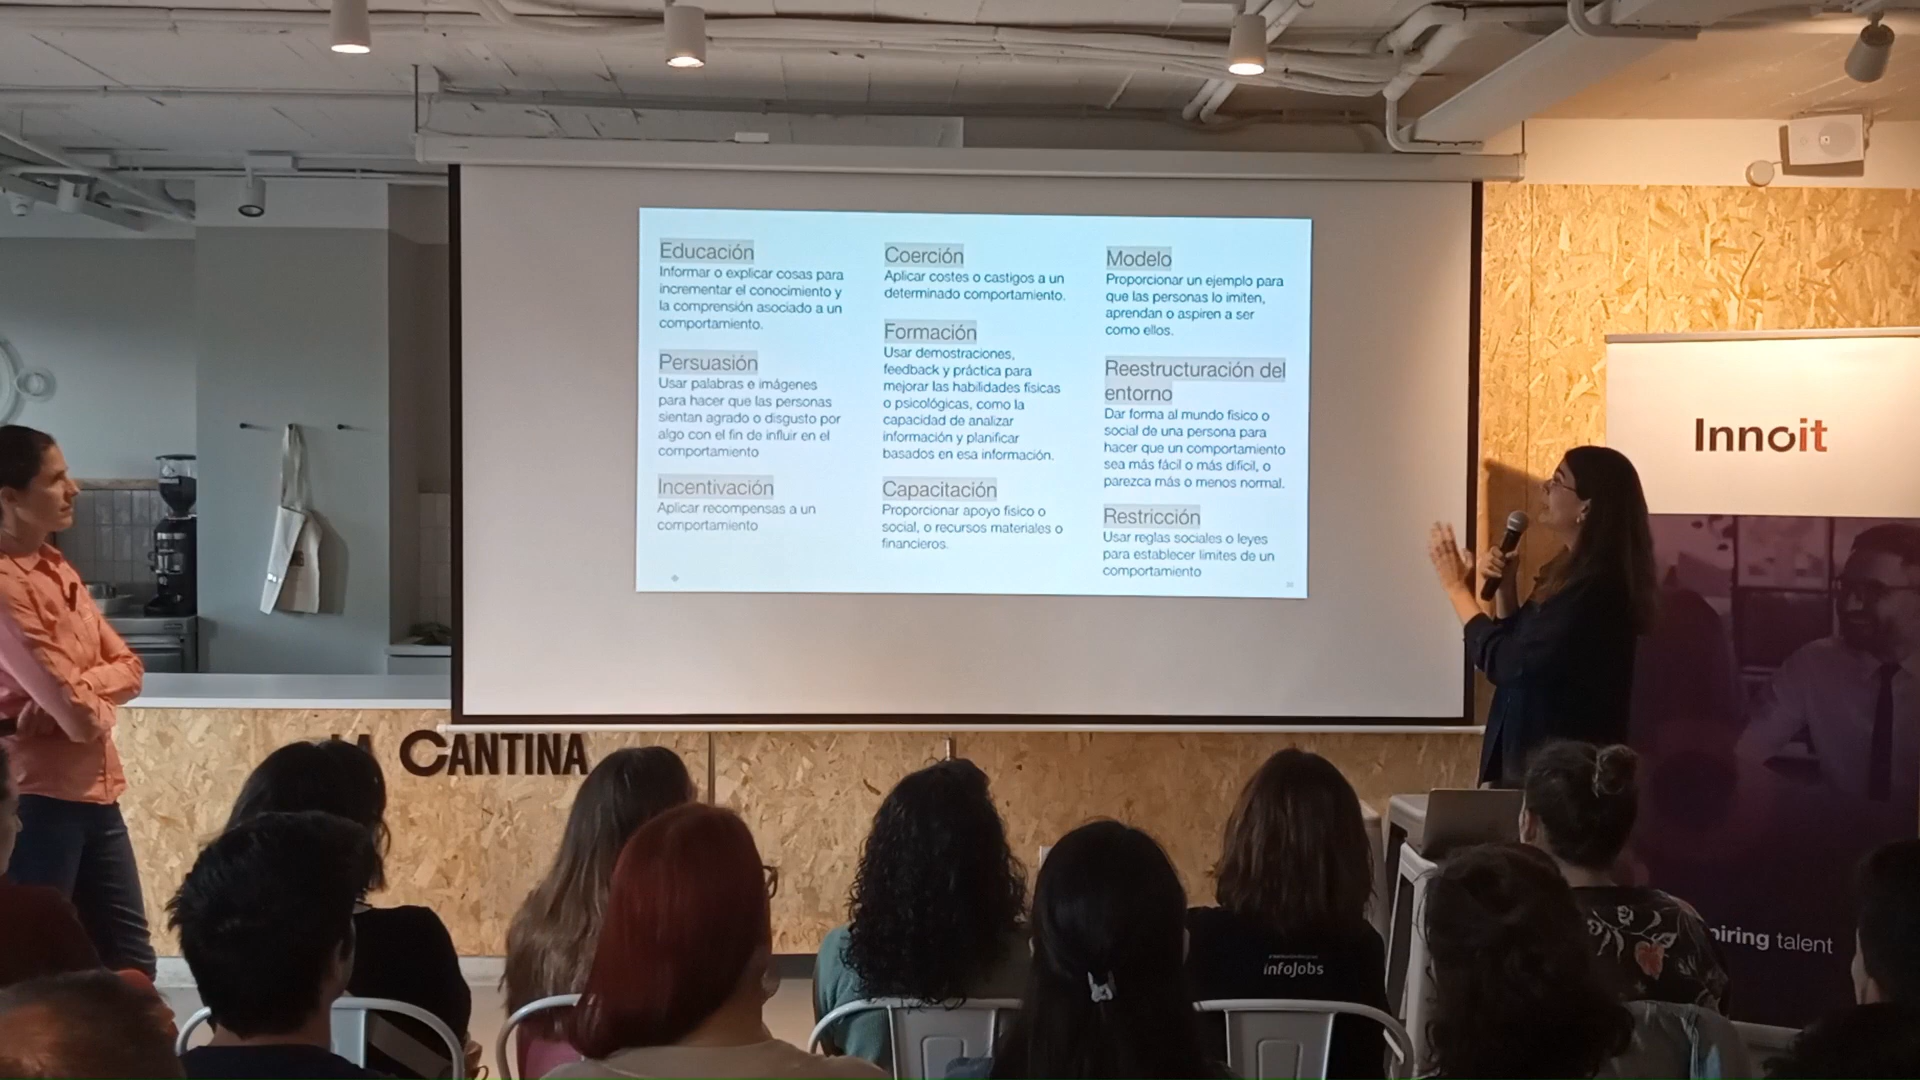 Educación
Informar o explicar cosas para
incrementar el conocimiento y
la comprensión asociado a un
comportamiento.
Persuasión
Usar palabras e imágenes
para hacer que las personas
sientan agrado o disgusto por
algo con el fin de influir en el
comportamiento
Incentivación
Aplicar recompensas a un
comportamiento
Coerción
Aplicar costes o castigos a un
determinado comportamiento.
Formación
Usar demostraciones,
feedback y práctica para
mejorar las habilidades físicas
o psicológicas, como la
capacidad de analizar
información y planificar
basados en esa información.
Capacitación
Proporcionar apoyo físico o
social, o recursos materiales o
financieros.
Modelo
Proporcionar un ejemplo para
que las personas lo imiten,
aprendan o aspiren a ser
como ellos.
Reestructuración del
entorno
Dar forma al mundo físico o
social de una persona para
hacer que un comportamiento
sea más fácil o más difícil, o
parezca más o menos normal.
Restricción
Usar reglas sociales o leyes
para establecer límites de un
comportamiento
Innoit
CANTINA
piring talent
infoJobs